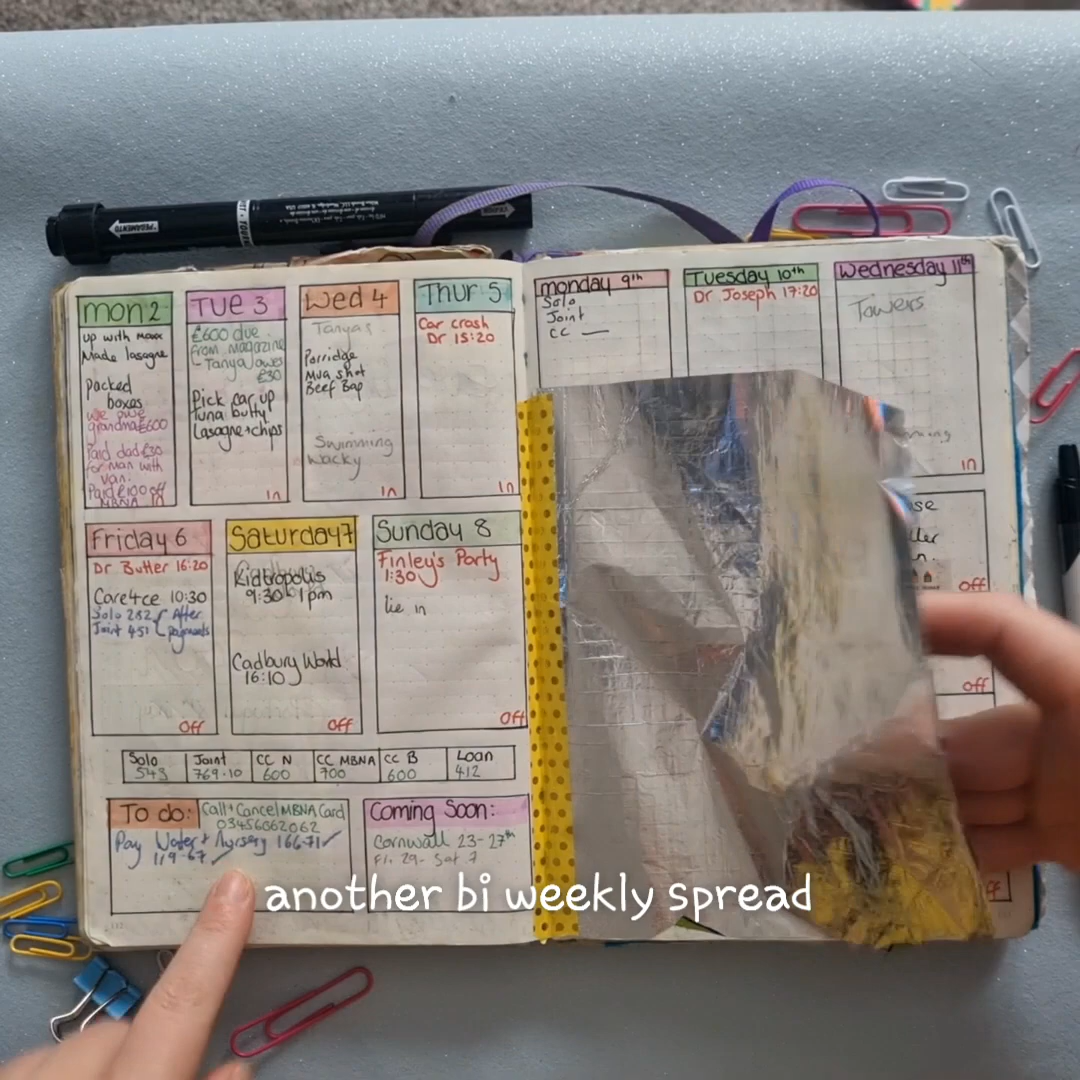 PEGAMENTO
mon 2
up with
Made lasagne
packed
boxes
we owe
grandma £600
Paid dad £30
for man with
van.
Paid £100 off
MBNA in
TUE 3
£600 due
from magazine
Tanya owes
£30
Pick car up
tuna butty
Lasagne + chips
in
Wed 4
Tanyas
Porridge
Mug shot
Beef Bap
Swimming
wacky
in
Thur 5
Car crash
Dr 15:20
in
Friday 6
Dr Butter 16:20
Care4ce 10:30
Solo 282 After
Joint 451 payments
Off
Saturday 7
Kidtropolis
9:30 1pm
Cadbury World
16:10
Off
Sunday 8
Finley's Party
1:30
lie in
Off
Solo Joint CC N CC MBNA CC B Loan
543 769.10 600 700 600 412
To do: Call + Cancel MBNA Card
03456062062
Pay Water + Nursery 166.71
119.67
Coming Soon:
Cornwall 23-27th
Fri 29 - Sat 7
monday 9th
Solo
Joint
CC —
Tuesday 10th
Dr Joseph 17:20
Wednesday 11th
Towers
in
off
off
another bi weekly spread